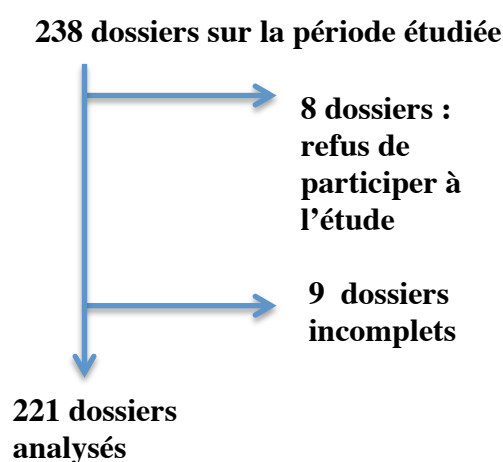 238 dossiers sur la période étudiée
8 dossiers :
refus de
participer à
l’étude
9 dossiers
incomplets
221 dossiers
analysés